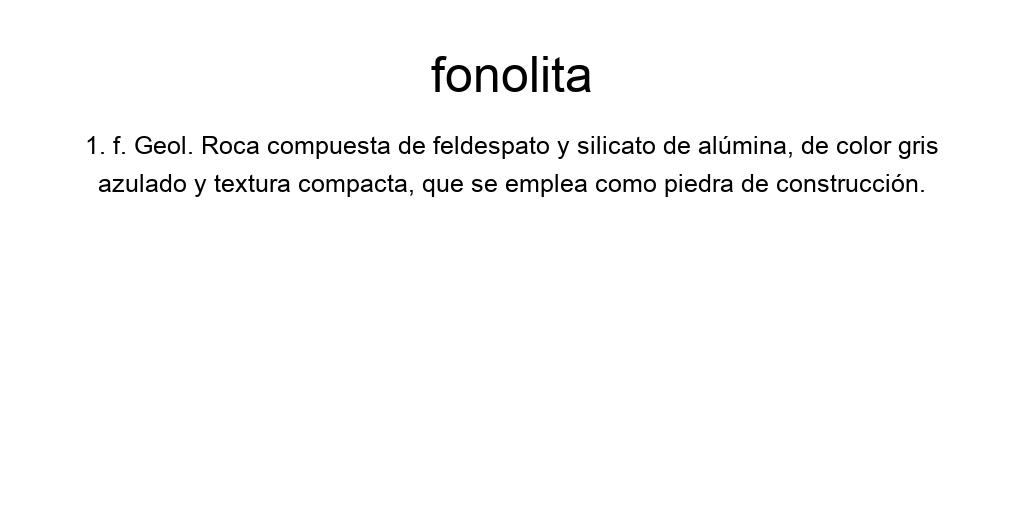 fonolita
1. f. Geol. Roca compuesta de feldespato y silicato de alúmina, de color gris
azulado y textura compacta, que se emplea como piedra de construcción.